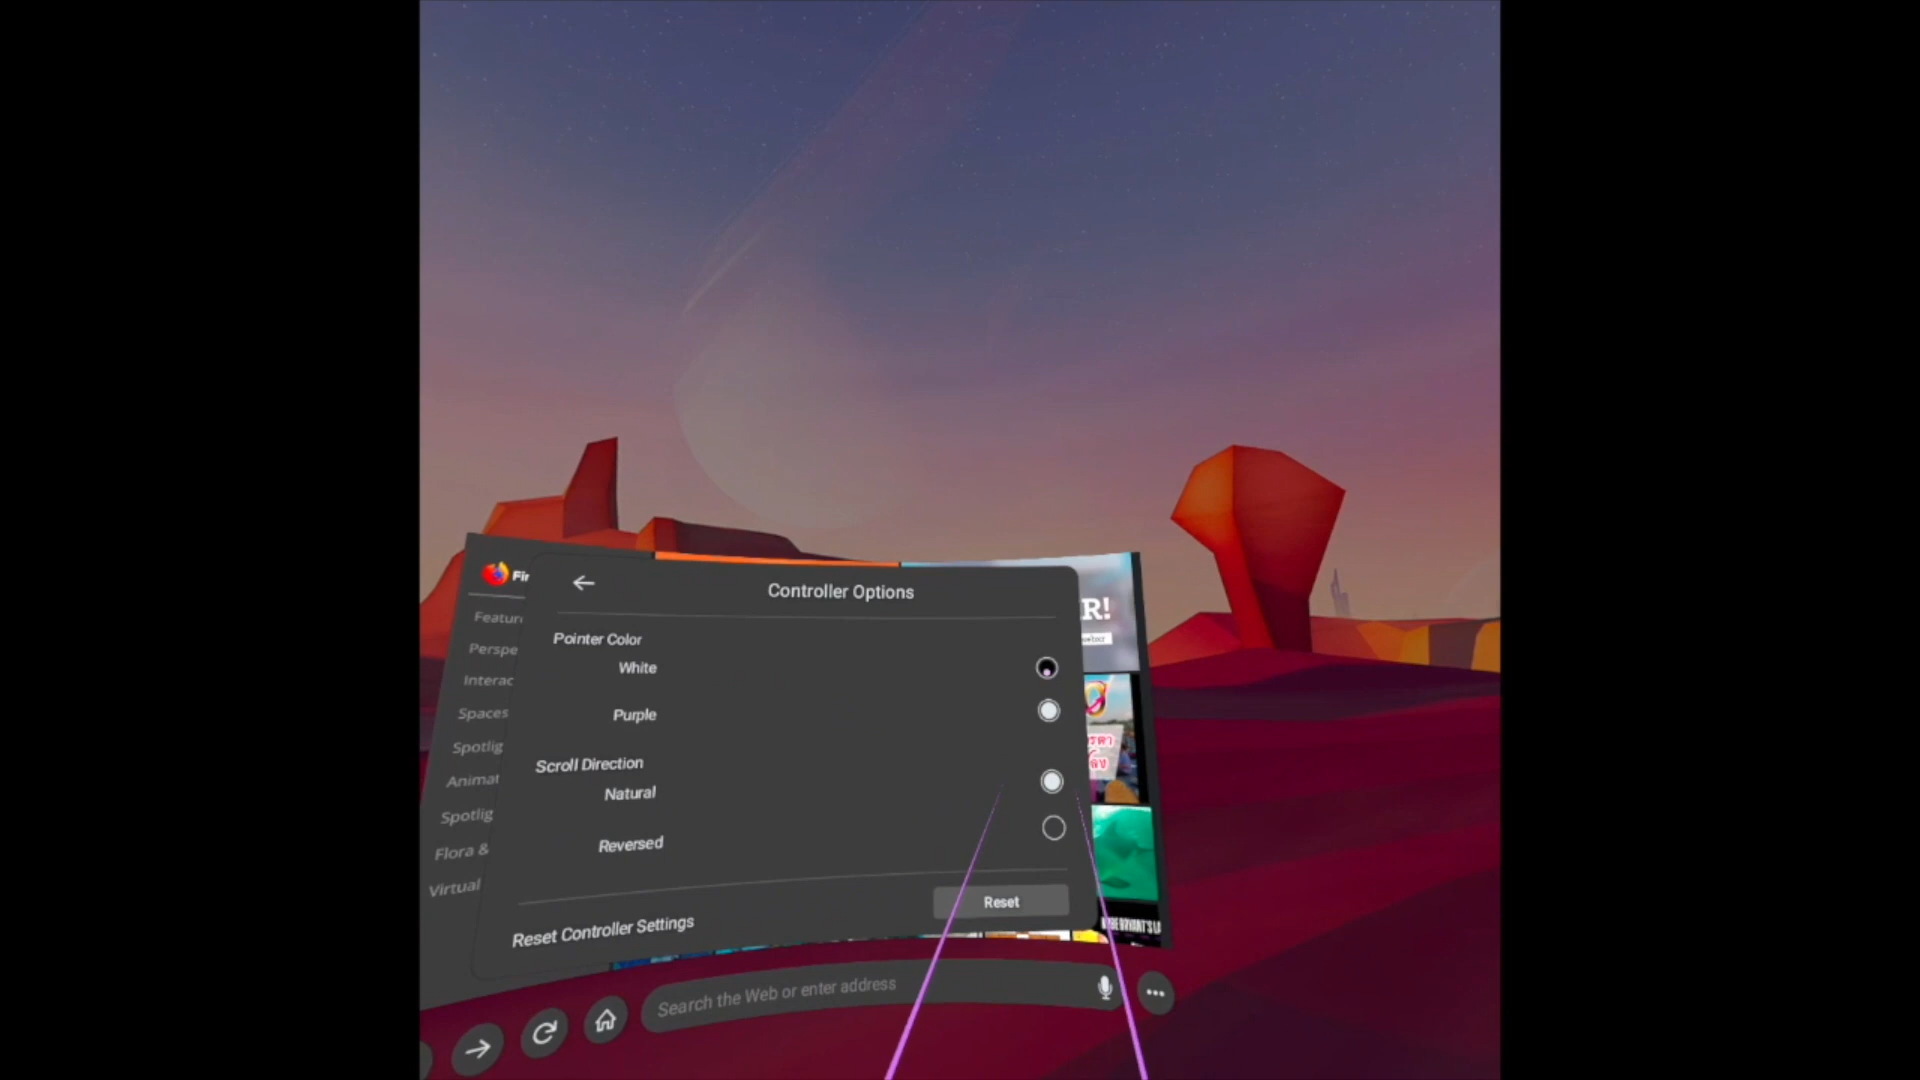 Fir
Controller Options
R!
Featur
Pointer Color
Perspe
White
Interac
Purple
Spaces
Spotlig
Scroll Direction
Animat
Natural
Spotlig
Reversed
Flora &
Virtual
Reset
Reset Controller Settings
Search the Web or enter address